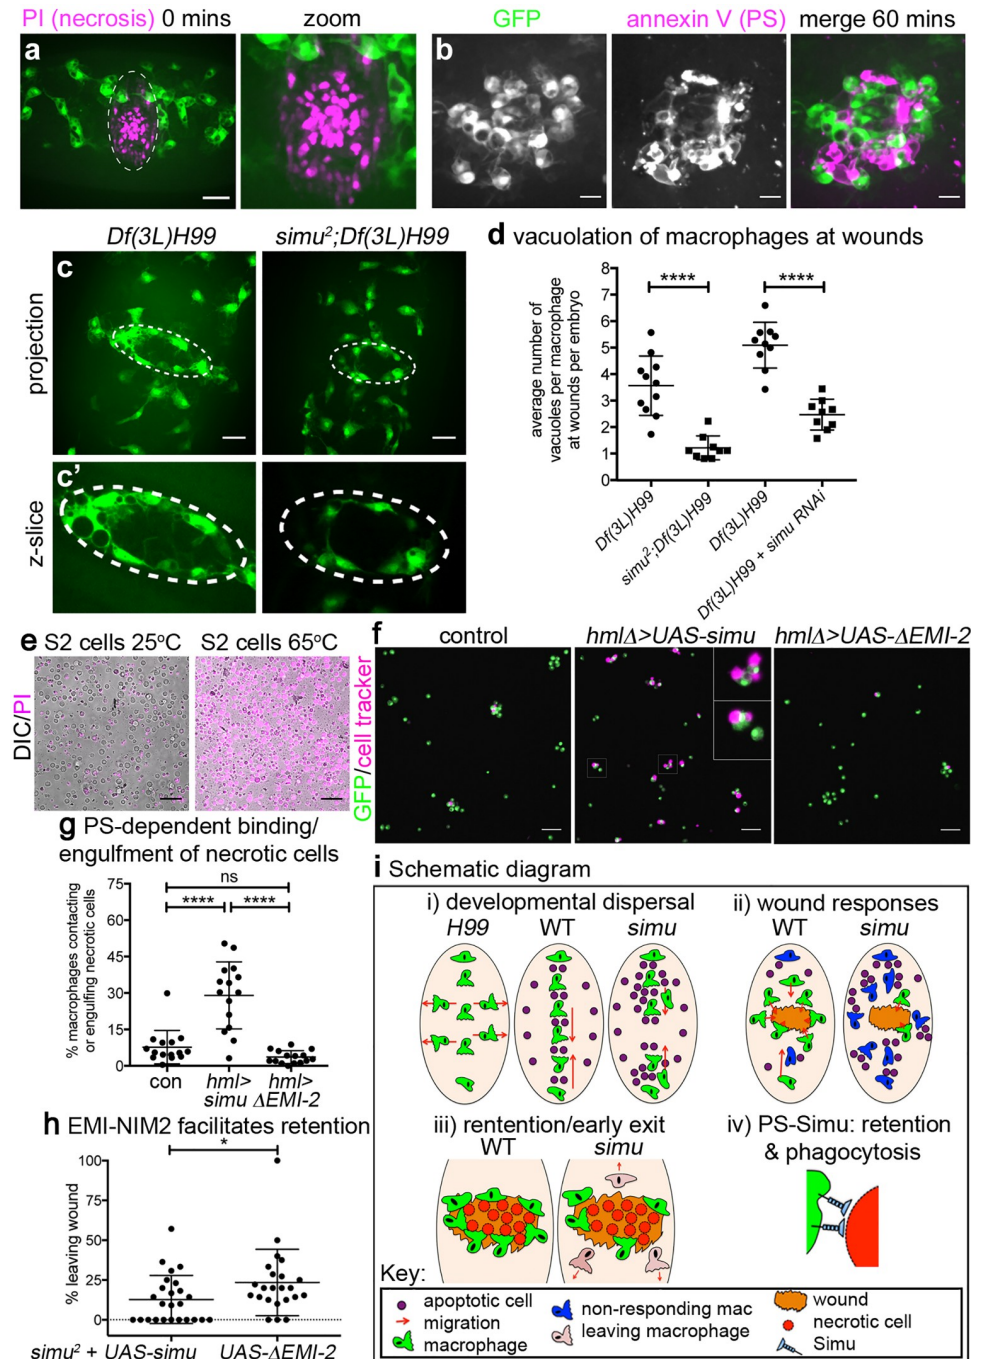 PI (necrosis) 0 mins
zoom
GFP
annexin V (PS)
merge 60 mins
a
b
Df(3L)H99
simu²;Df(3L)H99
c
projection
c’
z-slice
d vacuolation of macrophages at wounds
average number of
vacuoles per macrophage
at wounds per embryo
8
7
6
5
4
3
2
1
0
****
****
Df(3L)H99
simu²;Df(3L)H99
Df(3L)H99
Df(3L)H99 + simu RNAi
e S2 cells 25°C
S2 cells 65°C
DIC/PI
f
control
hmlΔ>UAS-simu
hmlΔ>UAS-ΔEMI-2
GFP/cell tracker
g PS-dependent binding/
engulfment of necrotic cells
% macrophages contacting
or engulfing necrotic cells
75
60
45
30
15
0
ns
****
****
con
hml>
simu
hml>
ΔEMI-2
h EMI-NIM2 facilitates retention
% leaving wound
100
75
50
25
0
*
simu² + UAS-simu
UAS-ΔEMI-2
i Schematic diagram
i) developmental dispersal
H99
WT
simu
ii) wound responses
WT
simu
iii) rentention/early exit
WT
simu
iv) PS-Simu: retention
& phagocytosis
Key:
apoptotic cell
migration
macrophage
non-responding mac
leaving macrophage
wound
necrotic cell
Simu